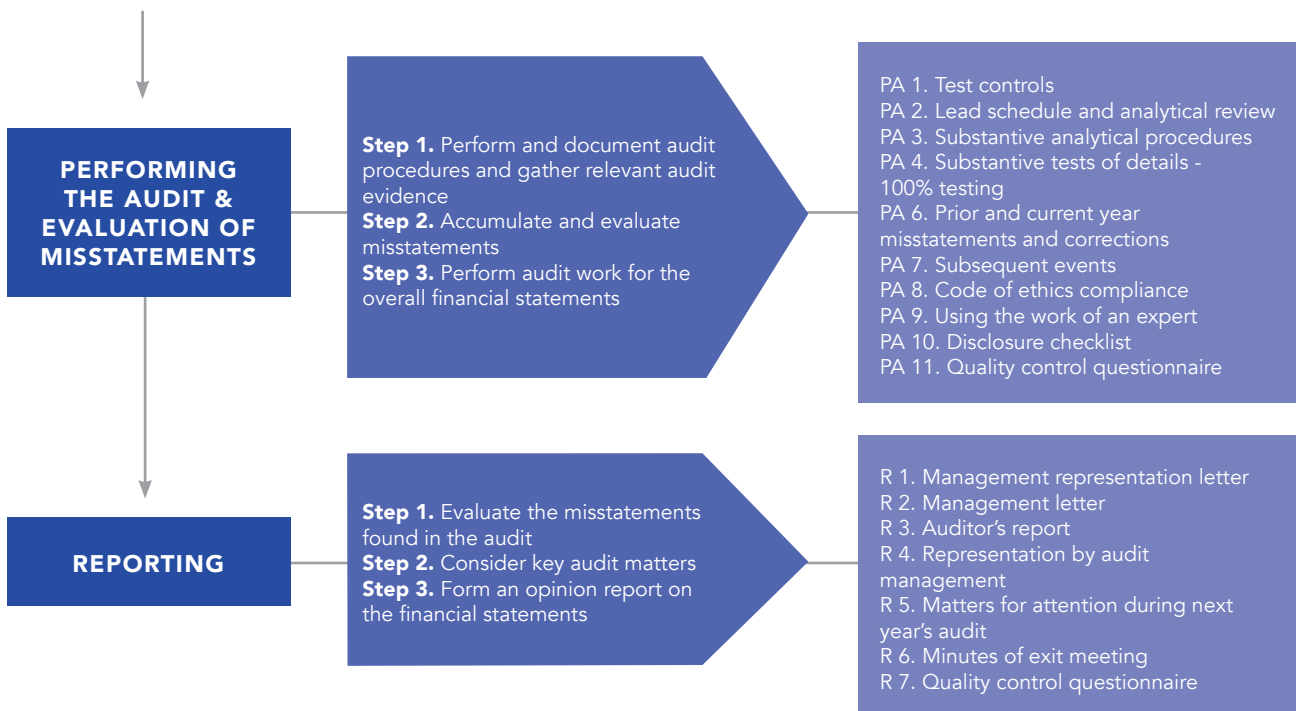 PERFORMING
THE AUDIT &
EVALUATION OF
MISSTATEMENTS
Step 1. Perform and document audit
procedures and gather relevant audit
evidence
Step 2. Accumulate and evaluate
misstatements
Step 3. Perform audit work for the
overall financial statements
PA 1. Test controls
PA 2. Lead schedule and analytical review
PA 3. Substantive analytical procedures
PA 4. Substantive tests of details -
100% testing
PA 6. Prior and current year
misstatements and corrections
PA 7. Subsequent events
PA 8. Code of ethics compliance
PA 9. Using the work of an expert
PA 10. Disclosure checklist
PA 11. Quality control questionnaire
REPORTING
Step 1. Evaluate the misstatements
found in the audit
Step 2. Consider key audit matters
Step 3. Form an opinion report on
the financial statements
R 1. Management representation letter
R 2. Management letter
R 3. Auditor's report
R 4. Representation by audit
management
R 5. Matters for attention during next
year's audit
R 6. Minutes of exit meeting
R 7. Quality control questionnaire